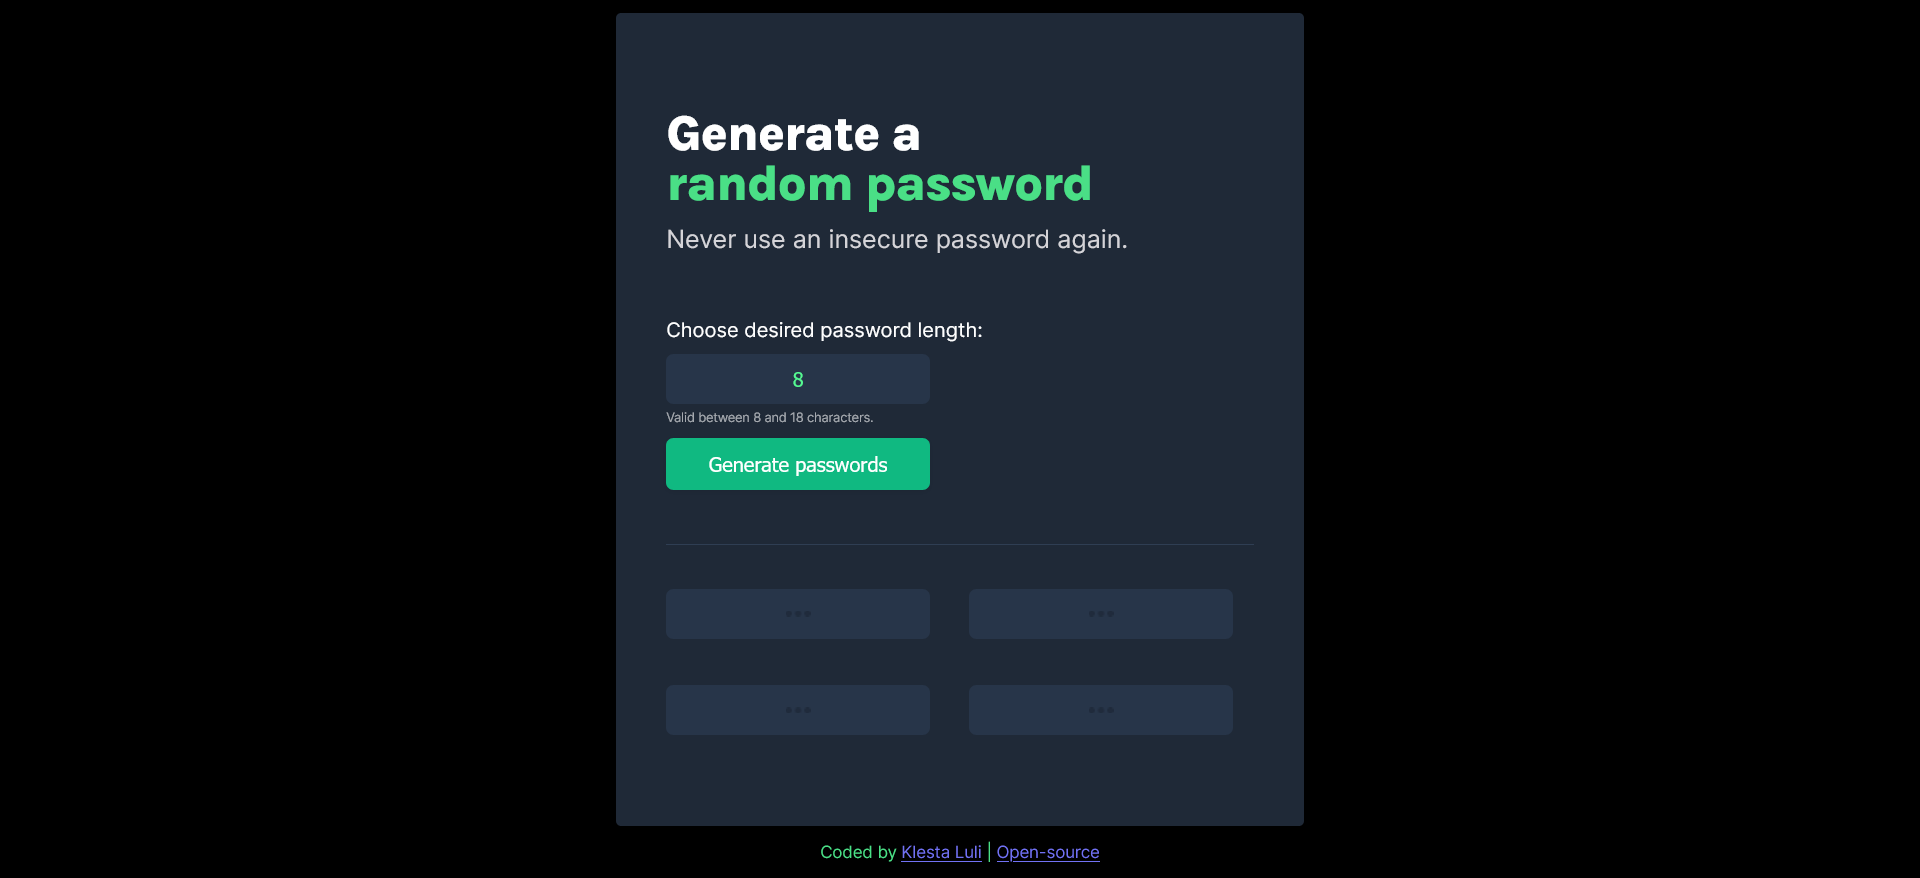 Generate a
random password
Never use an insecure password again.
Choose desired password length:
8
Valid between 8 and 18 characters.
Generate passwords
••• •••
••• •••
Coded by Klesta Luli | Open-source